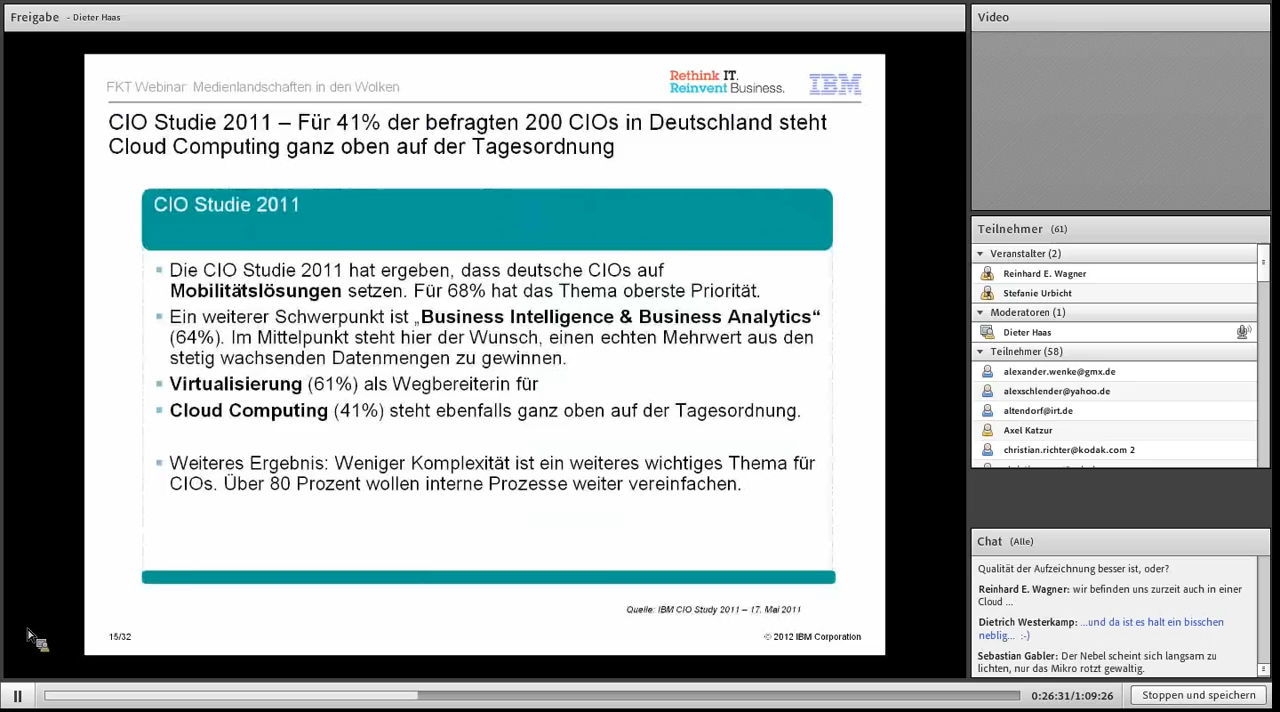 Freigabe - Dieter Haas
FKT Webinar Medienlandschaften in den Wolken
Rethink IT.
Reinvent Business.
IBM
CIO Studie 2011 – Für 41% der befragten 200 CIOs in Deutschland steht
Cloud Computing ganz oben auf der Tagesordnung
CIO Studie 2011
Die CIO Studie 2011 hat ergeben, dass deutsche CIOs auf
Mobilitätslösungen setzen. Für 68% hat das Thema oberste Priorität.
Ein weiterer Schwerpunkt ist „Business Intelligence & Business Analytics“
(64%). Im Mittelpunkt steht hier der Wunsch, einen echten Mehrwert aus den
stetig wachsenden Datenmengen zu gewinnen.
Virtualisierung (61%) als Wegbereiterin für
Cloud Computing (41%) steht ebenfalls ganz oben auf der Tagesordnung.
Weiteres Ergebnis: Weniger Komplexität ist ein weiteres wichtiges Thema für
CIOs. Über 80 Prozent wollen interne Prozesse weiter vereinfachen.
Quelle: IBM CIO Study 2011 – 17. Mai 2011
15/32
© 2012 IBM Corporation
Video
Teilnehmer (61)
Veranstalter (2)
Reinhard E. Wagner
Stefanie Urbicht
Moderatoren (1)
Dieter Haas
Teilnehmer (58)
alexander.wenke@gmx.de
alexschlender@yahoo.de
altendorf@irt.de
Axel Katzur
christian.richter@kodak.com 2
Chat (Alle)
Qualität der Aufzeichnung besser ist, oder?
Reinhard E. Wagner: wir befinden uns zurzeit auch in einer
Cloud ...
Dietrich Westerkamp: ...und da ist es halt ein bisschen
neblig... :-)
Sebastian Gabler: Der Nebel scheint sich langsam zu
lichten, nur das Mikro rotzt gewaltig.
0:26:31/1:09:26
Stoppen und speichern